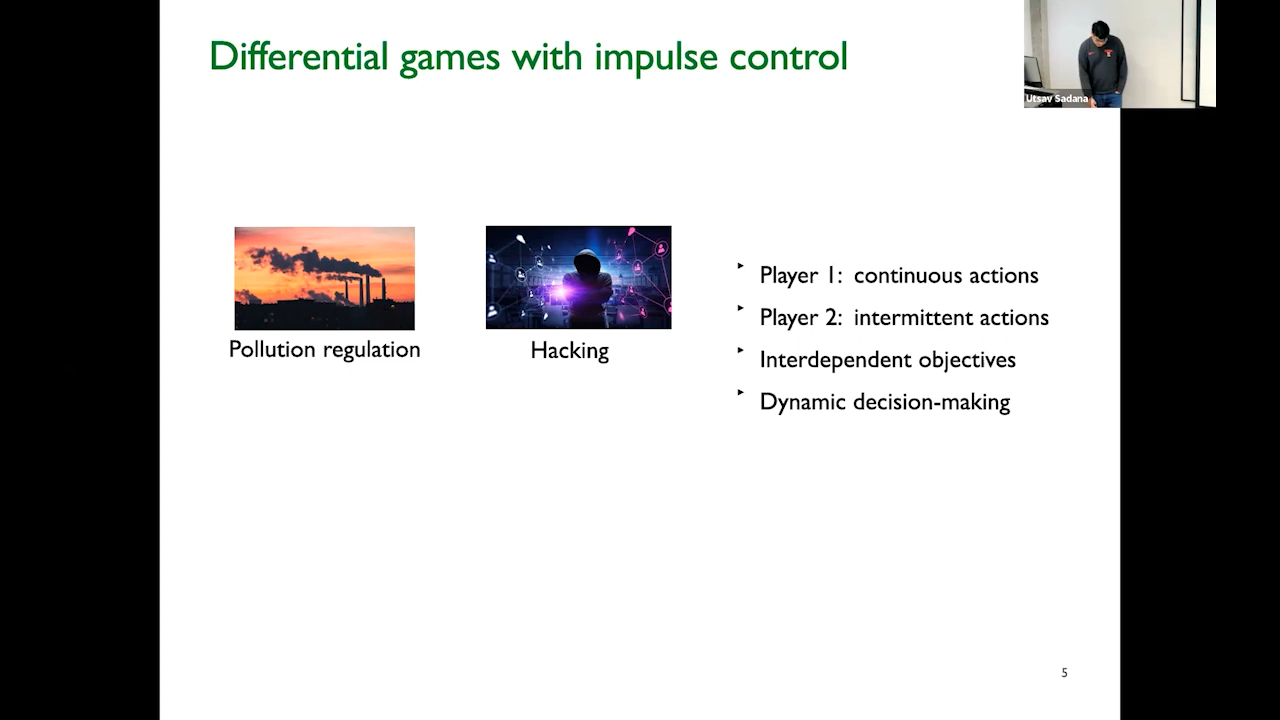 Differential games with impulse control
Utsav Sadana
Pollution regulation
Hacking
Player 1: continuous actions
Player 2: intermittent actions
Interdependent objectives
Dynamic decision-making
5